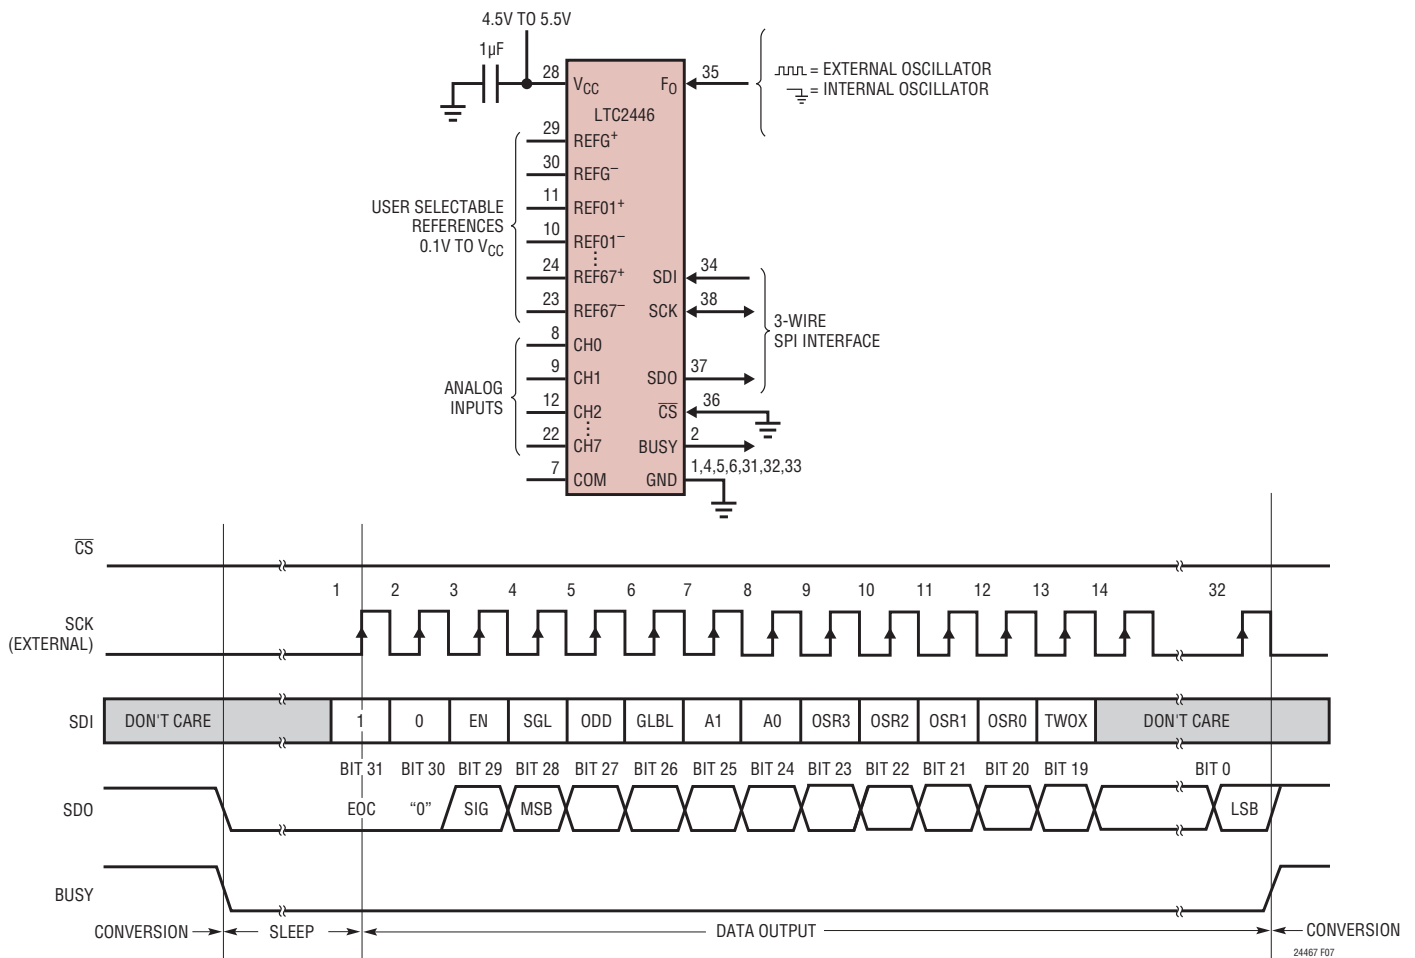 4.5V TO 5.5V
1µF
28
VCC
FO
35
= EXTERNAL OSCILLATOR
= INTERNAL OSCILLATOR
LTC2446
29
REFG+
30
REFG–
11
REF01+
10
REF01–
24
REF67+
23
REF67–
USER SELECTABLE
REFERENCES
0.1V TO VCC
SDI
34
SCK
38
3-WIRE
SPI INTERFACE
8
CH0
9
CH1
SDO
37
ANALOG
INPUTS
12
CH2
CS
36
22
CH7
BUSY
2
7
COM
GND
1,4,5,6,31,32,33
CS
1 2 3 4 5 6 7 8 9 10 11 12 13 14 32
SCK
(EXTERNAL)
SDI DON'T CARE 1 0 EN SGL ODD GLBL A1 A0 OSR3 OSR2 OSR1 OSR0 TWOX DON'T CARE
BIT 31 BIT 30 BIT 29 BIT 28 BIT 27 BIT 26 BIT 25 BIT 24 BIT 23 BIT 22 BIT 21 BIT 20 BIT 19 BIT 0
SDO EOC “0” SIG MSB LSB
BUSY
CONVERSION SLEEP DATA OUTPUT CONVERSION
24467 F07